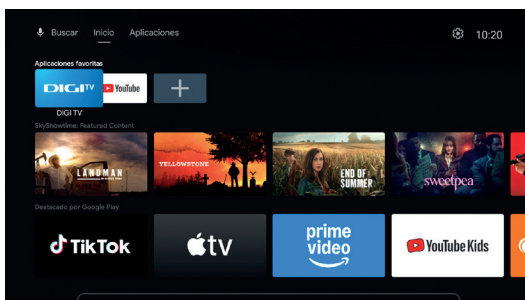 Buscar Inicio Aplicaciones 10:20
Aplicaciones favoritas
DIGI TV YouTube
DIGI TV
SkyShowtime: Featured Content
LANDMAN YELLOWSTONE END OF SUMMER sweetpea
Destacado por Google Play
TikTok tv prime video YouTube Kids